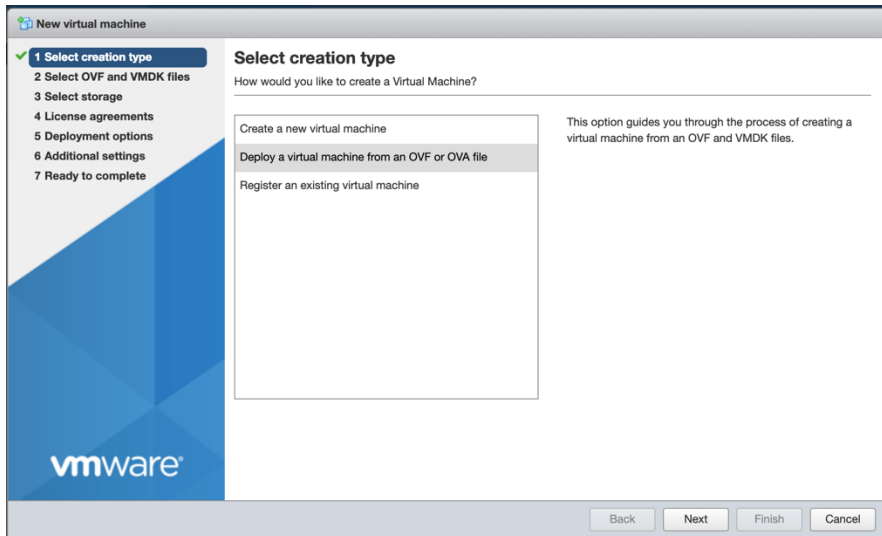 New virtual machine
1 Select creation type
2 Select OVF and VMDK files
3 Select storage
4 License agreements
5 Deployment options
6 Additional settings
7 Ready to complete
vmware®
Select creation type
How would you like to create a Virtual Machine?
Create a new virtual machine
Deploy a virtual machine from an OVF or OVA file
Register an existing virtual machine
This option guides you through the process of creating a
virtual machine from an OVF and VMDK files.
Back Next Finish Cancel